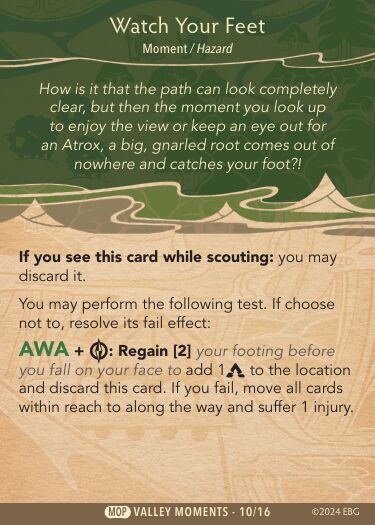 Watch Your Feet
Moment / Hazard
How is it that the path can look completely
clear, but then the moment you look up
to enjoy the view or keep an eye out for
an Atrox, a big, gnarled root comes out of
nowhere and catches your foot?!
If you see this card while scouting: you may
discard it.
You may perform the following test. If choose
not to, resolve its fail effect:
AWA + : Regain [2] your footing before
you fall on your face to add 1 to the location
and discard this card. If you fail, move all cards
within reach to along the way and suffer 1 injury.
MOP VALLEY MOMENTS - 10/16
©2024 EBG